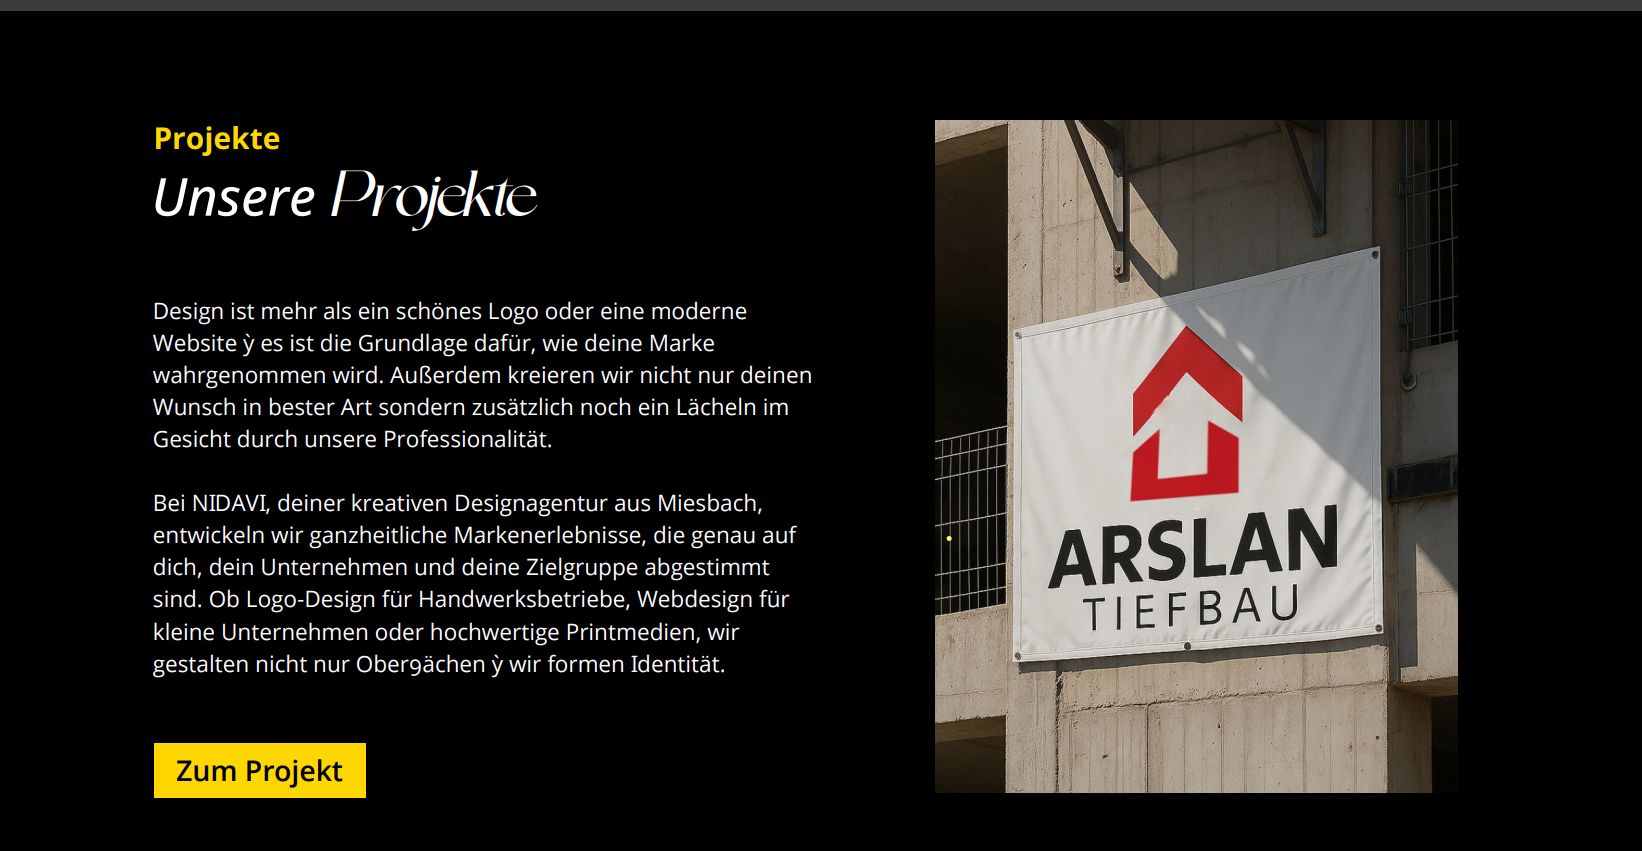 Projekte
Unsere Projekte
Design ist mehr als ein schönes Logo oder eine moderne
Website ỳ es ist die Grundlage dafür, wie deine Marke
wahrgenommen wird. Außerdem kreieren wir nicht nur deinen
Wunsch in bester Art sondern zusätzlich noch ein Lächeln im
Gesicht durch unsere Professionalität.
Bei NIDAVI, deiner kreativen Designagentur aus Miesbach,
entwickeln wir ganzheitliche Markenerlebnisse, die genau auf
dich, dein Unternehmen und deine Zielgruppe abgestimmt
sind. Ob Logo-Design für Handwerksbetriebe, Webdesign für
kleine Unternehmen oder hochwertige Printmedien, wir
gestalten nicht nur Ober9ächen ỳ wir formen Identität.
Zum Projekt
ARSLAN
TIEFBAU